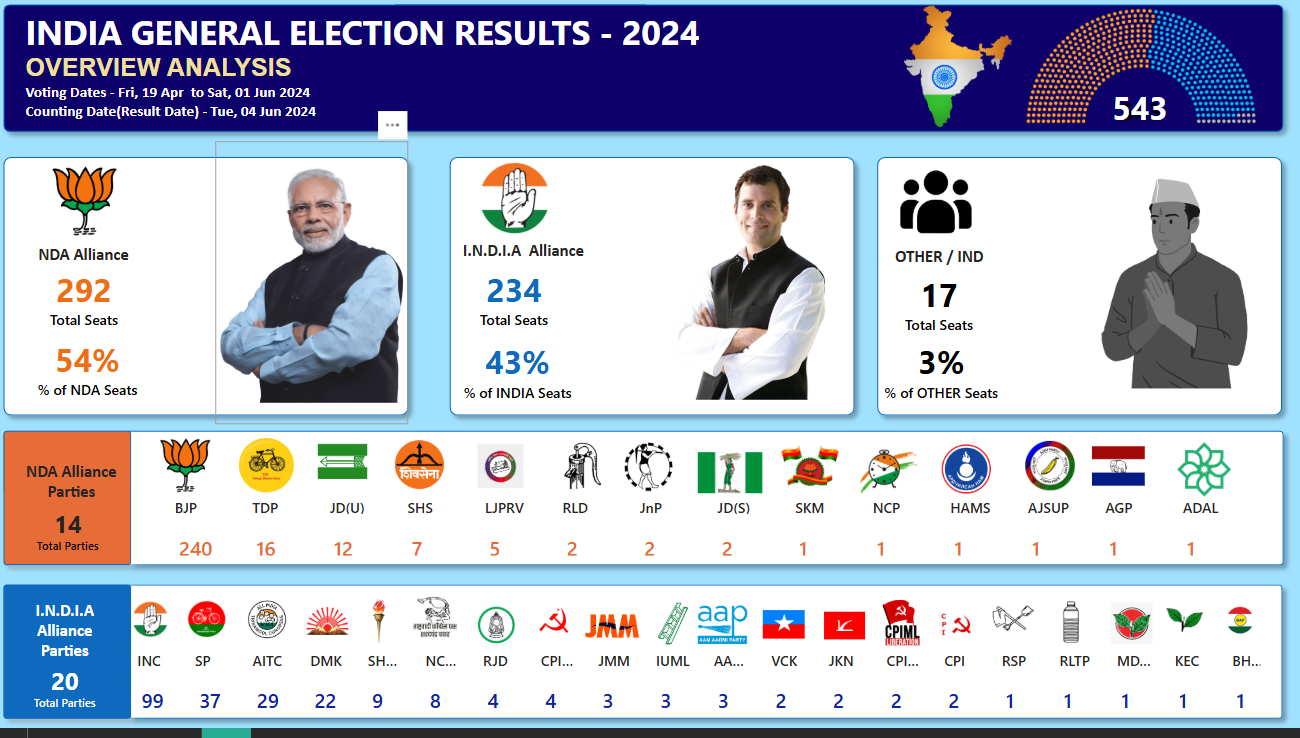 INDIA GENERAL ELECTION RESULTS - 2024
OVERVIEW ANALYSIS
Voting Dates - Fri, 19 Apr to Sat, 01 Jun 2024
Counting Date(Result Date) - Tue, 04 Jun 2024
543
NDA Alliance
292
Total Seats
54%
% of NDA Seats
I.N.D.I.A Alliance
234
Total Seats
43%
% of INDIA Seats
OTHER / IND
17
Total Seats
3%
% of OTHER Seats
NDA Alliance
Parties
14
Total Parties
शिवसेना
BJP TDP JD(U) SHS LJPRV RLD JnP JD(S) SKM NCP HAMS AJSUP AGP ADAL
240 16 12 7 5 2 2 2 1 1 1 1 1 1
I.N.D.I.A
Alliance
Parties
20
Total Parties
JMM
aap
AAM AADMI PARTY
CPIML
LIBERATION
CPI
INC SP AITC DMK SH... NC... RJD CPI... JMM IUML AA... VCK JKN CPI... CPI RSP RLTP MD... KEC BH...
99 37 29 22 9 8 4 4 3 3 3 2 2 2 2 1 1 1 1 1